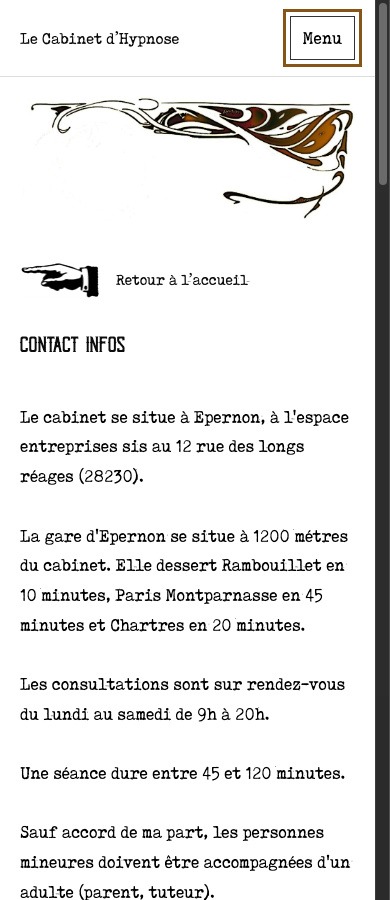 Le Cabinet d’Hypnose
Menu
Retour à l’accueil
CONTACT INFOS
Le cabinet se situe à Epernon, à l'espace
entreprises sis au 12 rue des longs
réages (28230).
La gare d'Epernon se situe à 1200 métres
du cabinet. Elle dessert Rambouillet en
10 minutes, Paris Montparnasse en 45
minutes et Chartres en 20 minutes.
Les consultations sont sur rendez-vous
du lundi au samedi de 9h à 20h.
Une séance dure entre 45 et 120 minutes.
Sauf accord de ma part, les personnes
mineures doivent être accompagnées d'un
adulte (parent, tuteur).